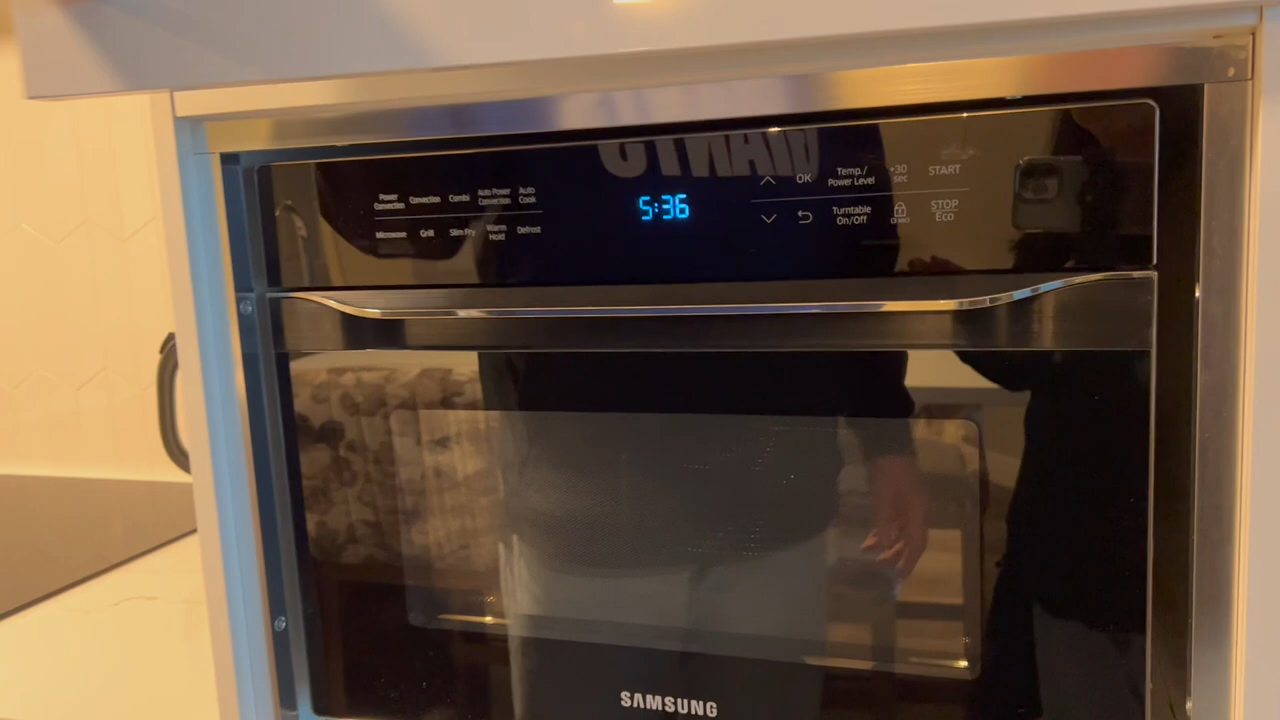 Power Convection Convection Combi Auto Power Convection Auto Cook
Microwave Grill Slim Fry Warm Hold Defrost
5:36
OK Temp./ Power Level +30 sec START
Turntable On/Off STOP Eco
GIANTS
SAMSUNG